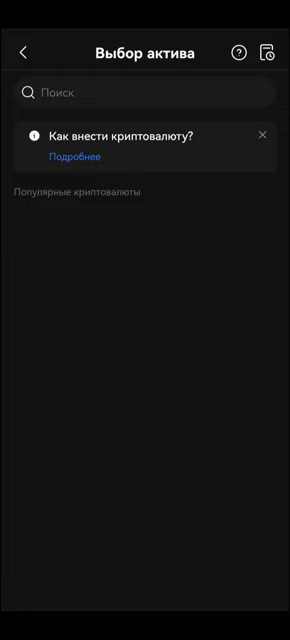 Выбор актива
Поиск
Как внести криптовалюту?
Подробнее
Популярные криптовалюты